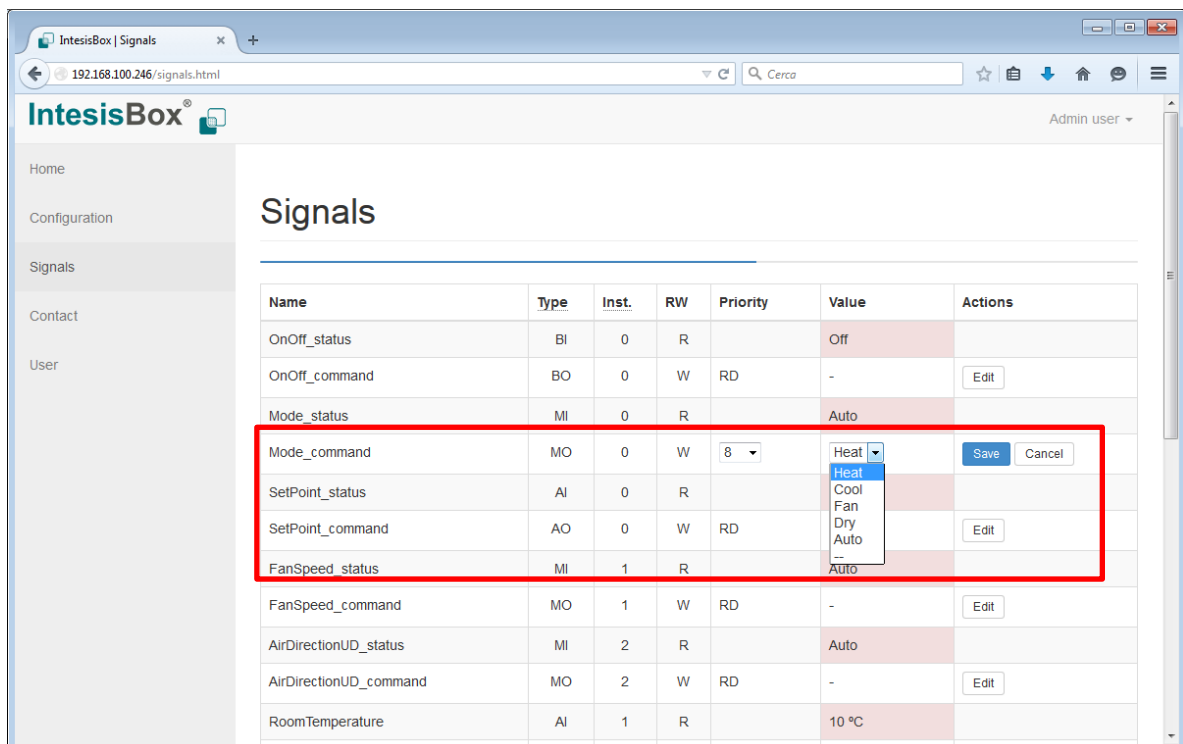 IntesisBox | Signals
192.168.100.246/signals.html
Cerca
IntesisBox®
Admin user
Home
Configuration
Signals
Contact
User
Signals
Name Type Inst. RW Priority Value Actions
OnOff_status BI 0 R Off
OnOff_command BO 0 W RD - Edit
Mode_status MI 0 R Auto
Mode_command MO 0 W 8 Heat Save Cancel
Heat
SetPoint_status AI 0 R Cool
Fan
SetPoint_command AO 0 W RD Dry Edit
Auto
--
FanSpeed_status MI 1 R Auto
FanSpeed_command MO 1 W RD - Edit
AirDirectionUD_status MI 2 R Auto
AirDirectionUD_command MO 2 W RD - Edit
RoomTemperature AI 1 R 10 ºC